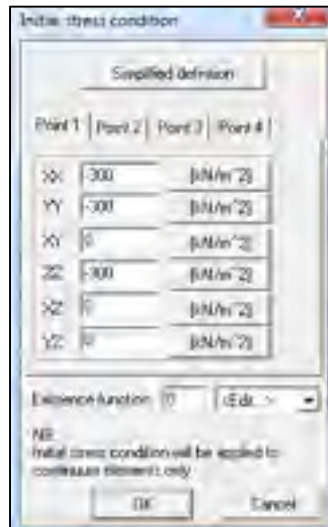 Initial stress condition
Simplified definition
Point 1 Point 2 Point 3 Point 4
XX -300 [kN/m^2]
YY -300 [kN/m^2]
XY 0 [kN/m^2]
ZZ -300 [kN/m^2]
XZ 0 [kN/m^2]
YZ 0 [kN/m^2]
Existence function 0 <Edit >
NB:
Initial stress condition will be applied to
continuum elements only
OK Cancel